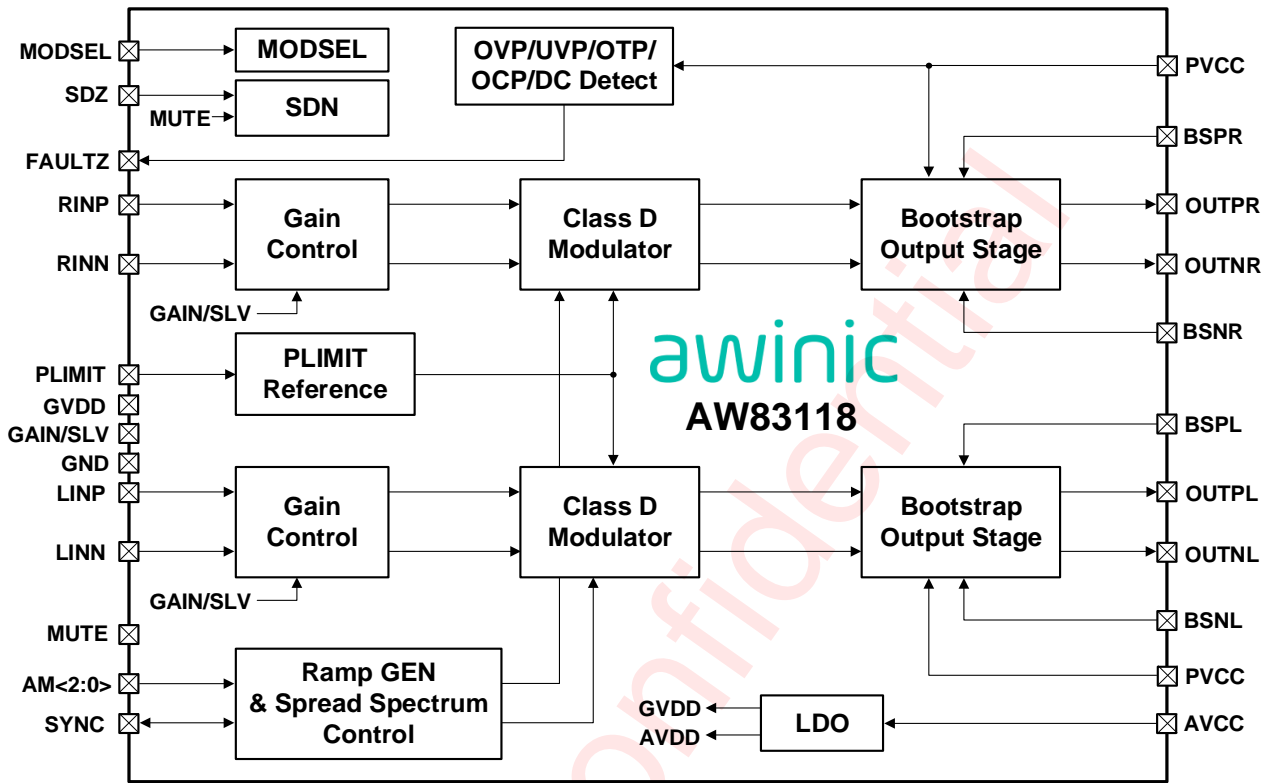 MODSEL
MODSEL
OVP/UVP/OTP/
OCP/DC Detect
PVCC
SDZ
MUTE
SDN
FAULTZ
BSPR
RINP
RINN
Gain
Control
Class D
Modulator
Bootstrap
Output Stage
OUTPR
OUTNR
GAIN/SLV
BSNR
PLIMIT
PLIMIT
Reference
awinic
AW83118
GVDD
GAIN/SLV
GND
BSPL
LINP
LINN
Gain
Control
Class D
Modulator
Bootstrap
Output Stage
OUTPL
OUTNL
GAIN/SLV
BSNL
MUTE
AM<2:0>
SYNC
Ramp GEN
& Spread Spectrum
Control
PVCC
GVDD
AVDD
LDO
AVCC
onfidential